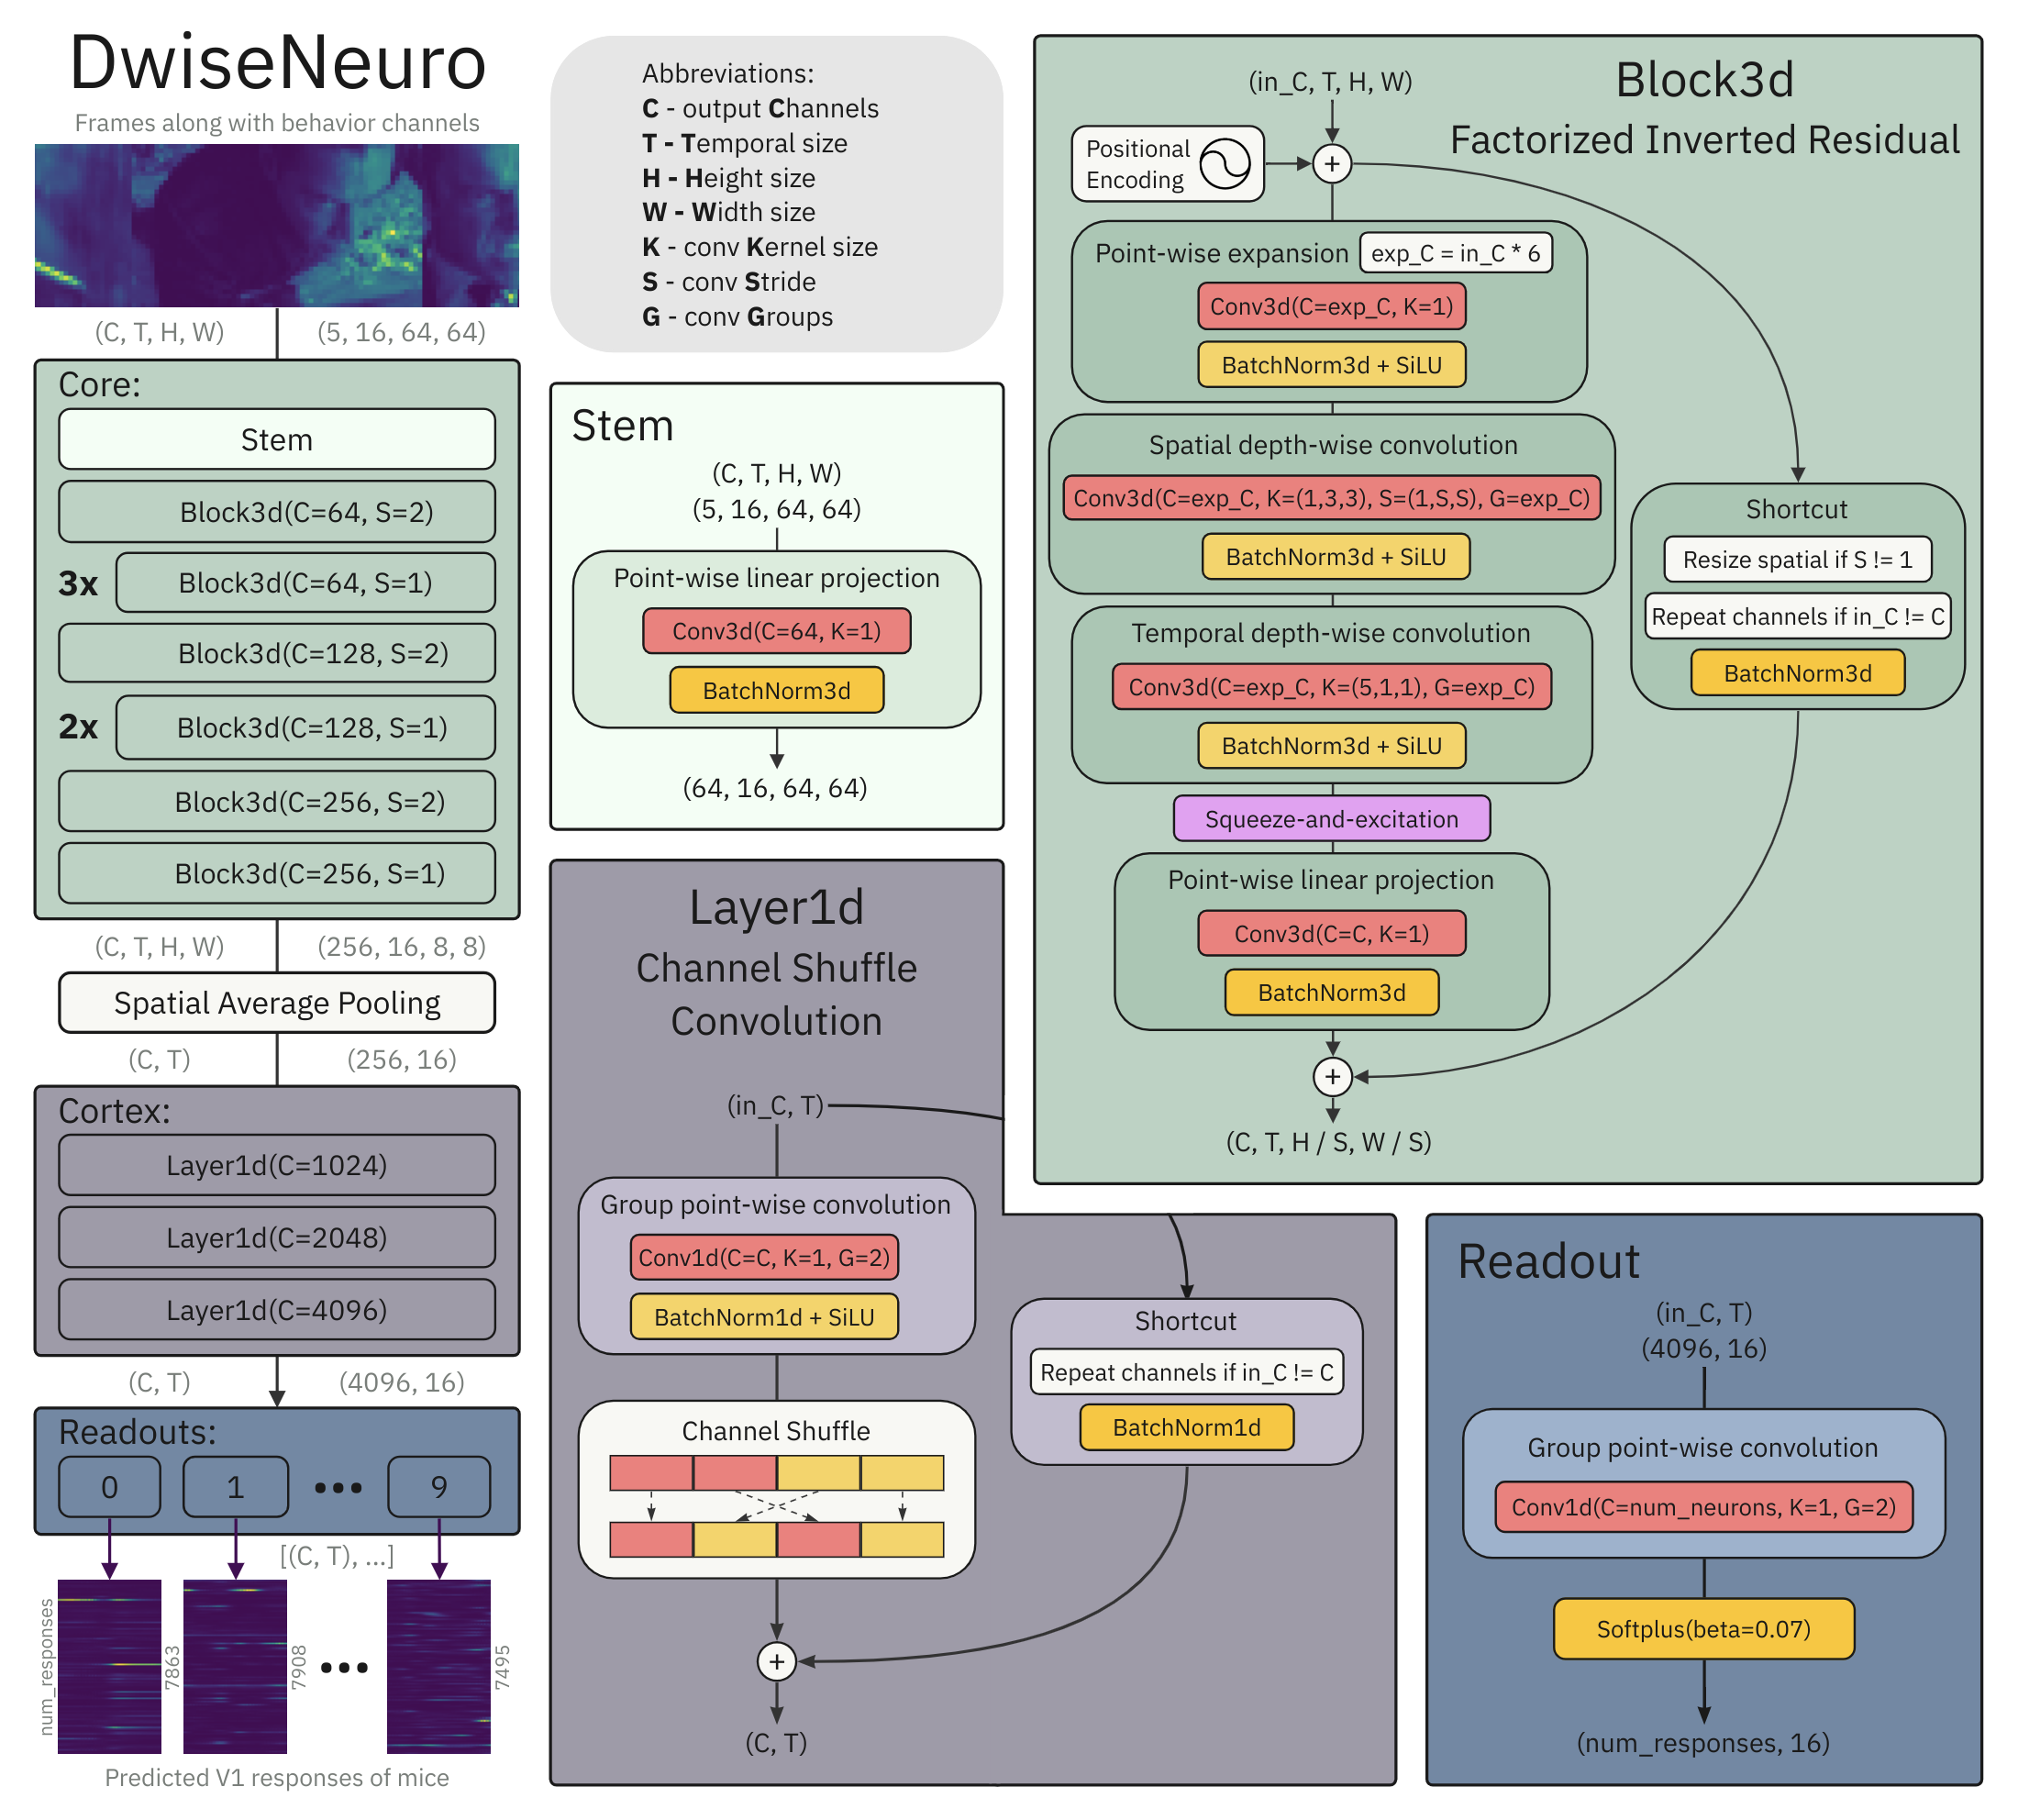 DwiseNeuro
Frames along with behavior channels
(C, T, H, W) (5, 16, 64, 64)
Core:
Stem
Block3d(C=64, S=2)
3x Block3d(C=64, S=1)
Block3d(C=128, S=2)
2x Block3d(C=128, S=1)
Block3d(C=256, S=2)
Block3d(C=256, S=1)
(C, T, H, W) (256, 16, 8, 8)
Spatial Average Pooling
(C, T) (256, 16)
Cortex:
Layer1d(C=1024)
Layer1d(C=2048)
Layer1d(C=4096)
(C, T) (4096, 16)
Readouts:
0 1 ••• 9
[(C, T), ...]
num_responses 7863 7908 ••• 7495
Predicted V1 responses of mice
Abbreviations:
C - output Channels
T - Temporal size
H - Height size
W - Width size
K - conv Kernel size
S - conv Stride
G - conv Groups
Stem
(C, T, H, W)
(5, 16, 64, 64)
Point-wise linear projection
Conv3d(C=64, K=1)
BatchNorm3d
(64, 16, 64, 64)
Layer1d
Channel Shuffle
Convolution
(in_C, T)
Group point-wise convolution
Conv1d(C=C, K=1, G=2)
BatchNorm1d + SiLU
Channel Shuffle
+
(C, T)
Shortcut
Repeat channels if in_C != C
BatchNorm1d
Block3d
Factorized Inverted Residual
(in_C, T, H, W)
Positional
Encoding
+
Point-wise expansion exp_C = in_C * 6
Conv3d(C=exp_C, K=1)
BatchNorm3d + SiLU
Spatial depth-wise convolution
Conv3d(C=exp_C, K=(1,3,3), S=(1,S,S), G=exp_C)
BatchNorm3d + SiLU
Temporal depth-wise convolution
Conv3d(C=exp_C, K=(5,1,1), G=exp_C)
BatchNorm3d + SiLU
Squeeze-and-excitation
Point-wise linear projection
Conv3d(C=C, K=1)
BatchNorm3d
+
(C, T, H / S, W / S)
Shortcut
Resize spatial if S != 1
Repeat channels if in_C != C
BatchNorm3d
Readout
(in_C, T)
(4096, 16)
Group point-wise convolution
Conv1d(C=num_neurons, K=1, G=2)
Softplus(beta=0.07)
(num_responses, 16)